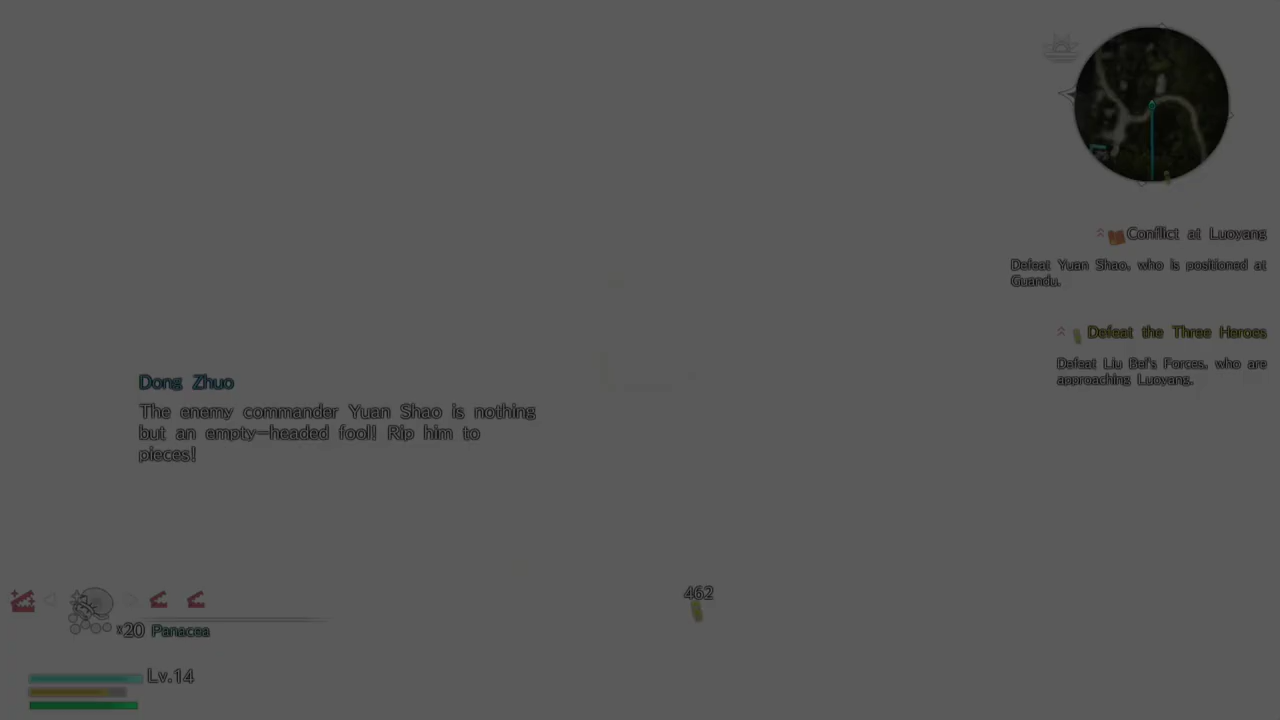 Conflict at Luoyang
Defeat Yuan Shao, who is positioned at
Guandu.
Defeat the Three Heroes
Defeat Liu Bei's Forces, who are
approaching Luoyang.
Dong Zhuo
The enemy commander Yuan Shao is nothing
but an empty-headed fool! Rip him to
pieces!
462
x20 Panacea
Lv.14